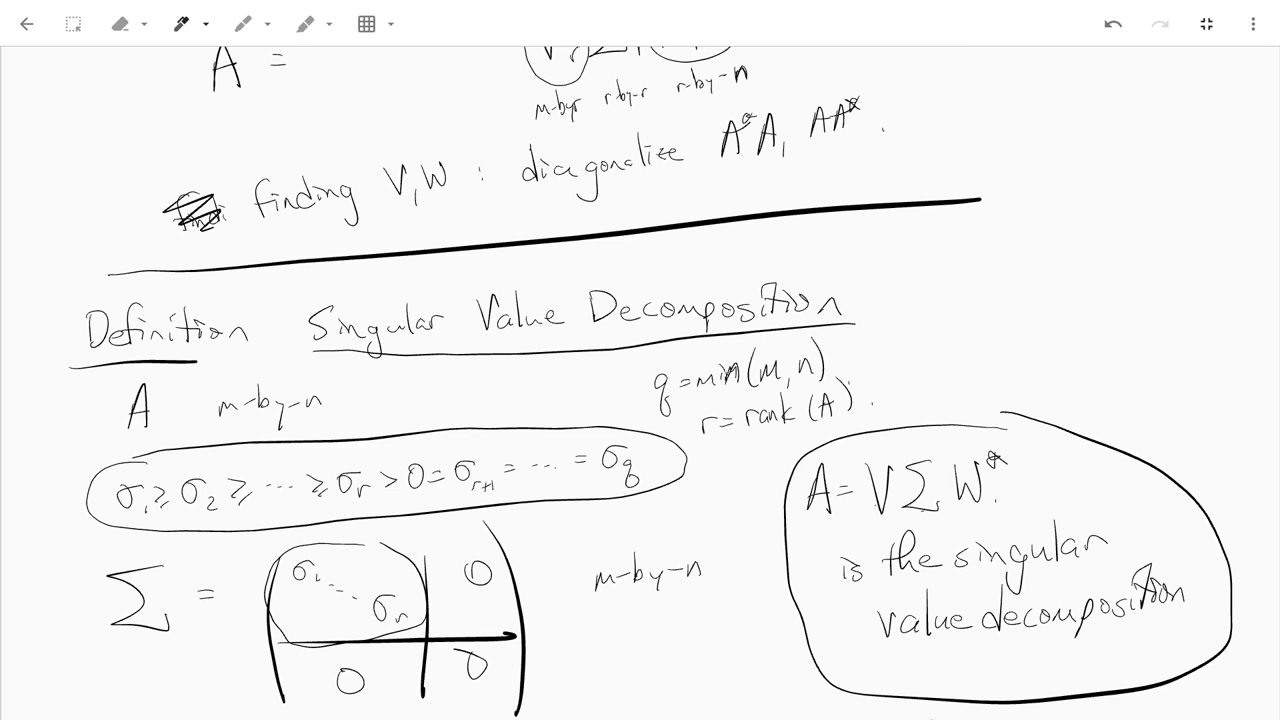 A =
m-by-r r-by-r r-by-n
finding V, W : diagonalize A*A, AA*.
Definition Singular Value Decomposition
A m-by-n
q = min(m, n)
r = rank(A).
σ₁ ≥ σ₂ ≥ ... ≥ σᵣ > 0 = σᵣ₊₁ = ... = σ_q
A = VΣW*.
is the singular
value decomposition
σ₁ 0
Σ = ... m-by-n
σᵣ
0 0